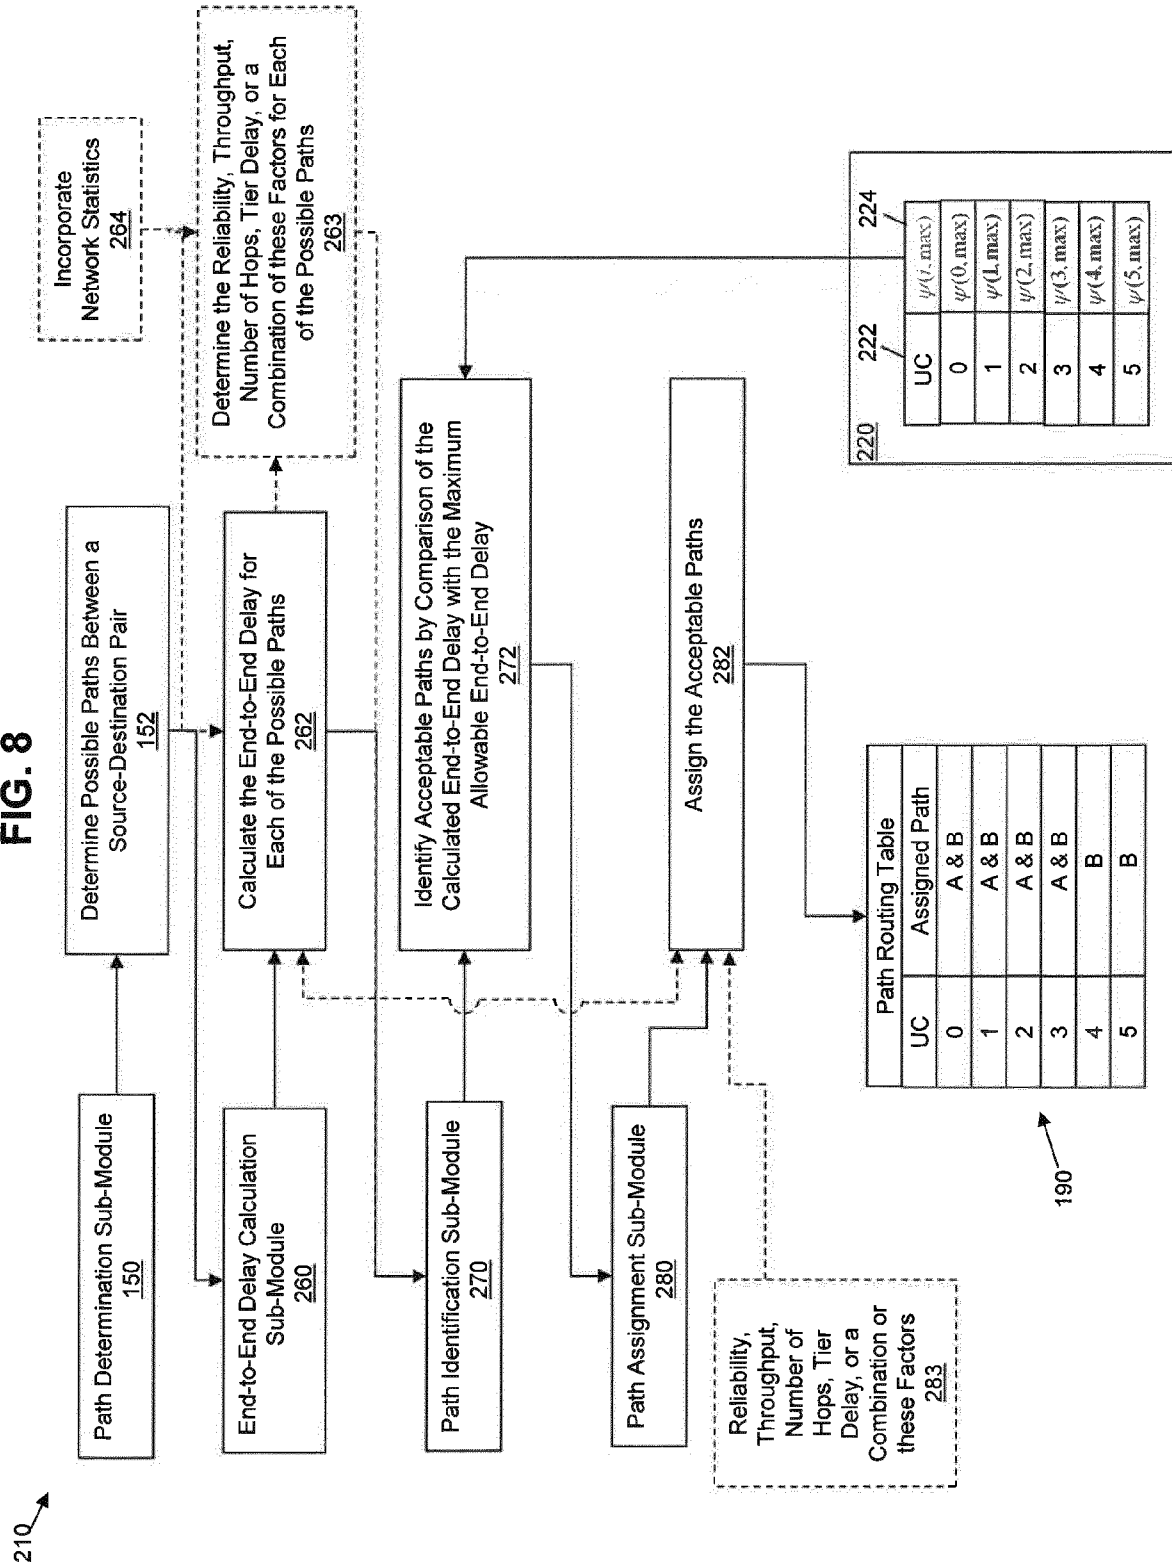 210
FIG. 8
Path Determination Sub-Module
150
Determine Possible Paths Between a
Source-Destination Pair
152
Incorporate
Network Statistics
264
End-to-End Delay Calculation
Sub-Module
260
Calculate the End-to-End Delay for
Each of the Possible Paths
262
Determine the Reliability, Throughput,
Number of Hops, Tier Delay, or a
Combination of these Factors for Each
of the Possible Paths
263
Path Identification Sub-Module
270
Identify Acceptable Paths by Comparison of the
Calculated End-to-End Delay with the Maximum
Allowable End-to-End Delay
272
Path Assignment Sub-Module
280
Assign the Acceptable Paths
282
Reliability,
Throughput,
Number of
Hops, Tier
Delay, or a
Combination or
these Factors
283
190
Path Routing Table
UC Assigned Path
0 A & B
1 A & B
2 A & B
3 A & B
4 B
5 B
220
222
224
UC ψ(i,max)
0 ψ(0,max)
1 ψ(1,max)
2 ψ(2,max)
3 ψ(3,max)
4 ψ(4,max)
5 ψ(5,max)